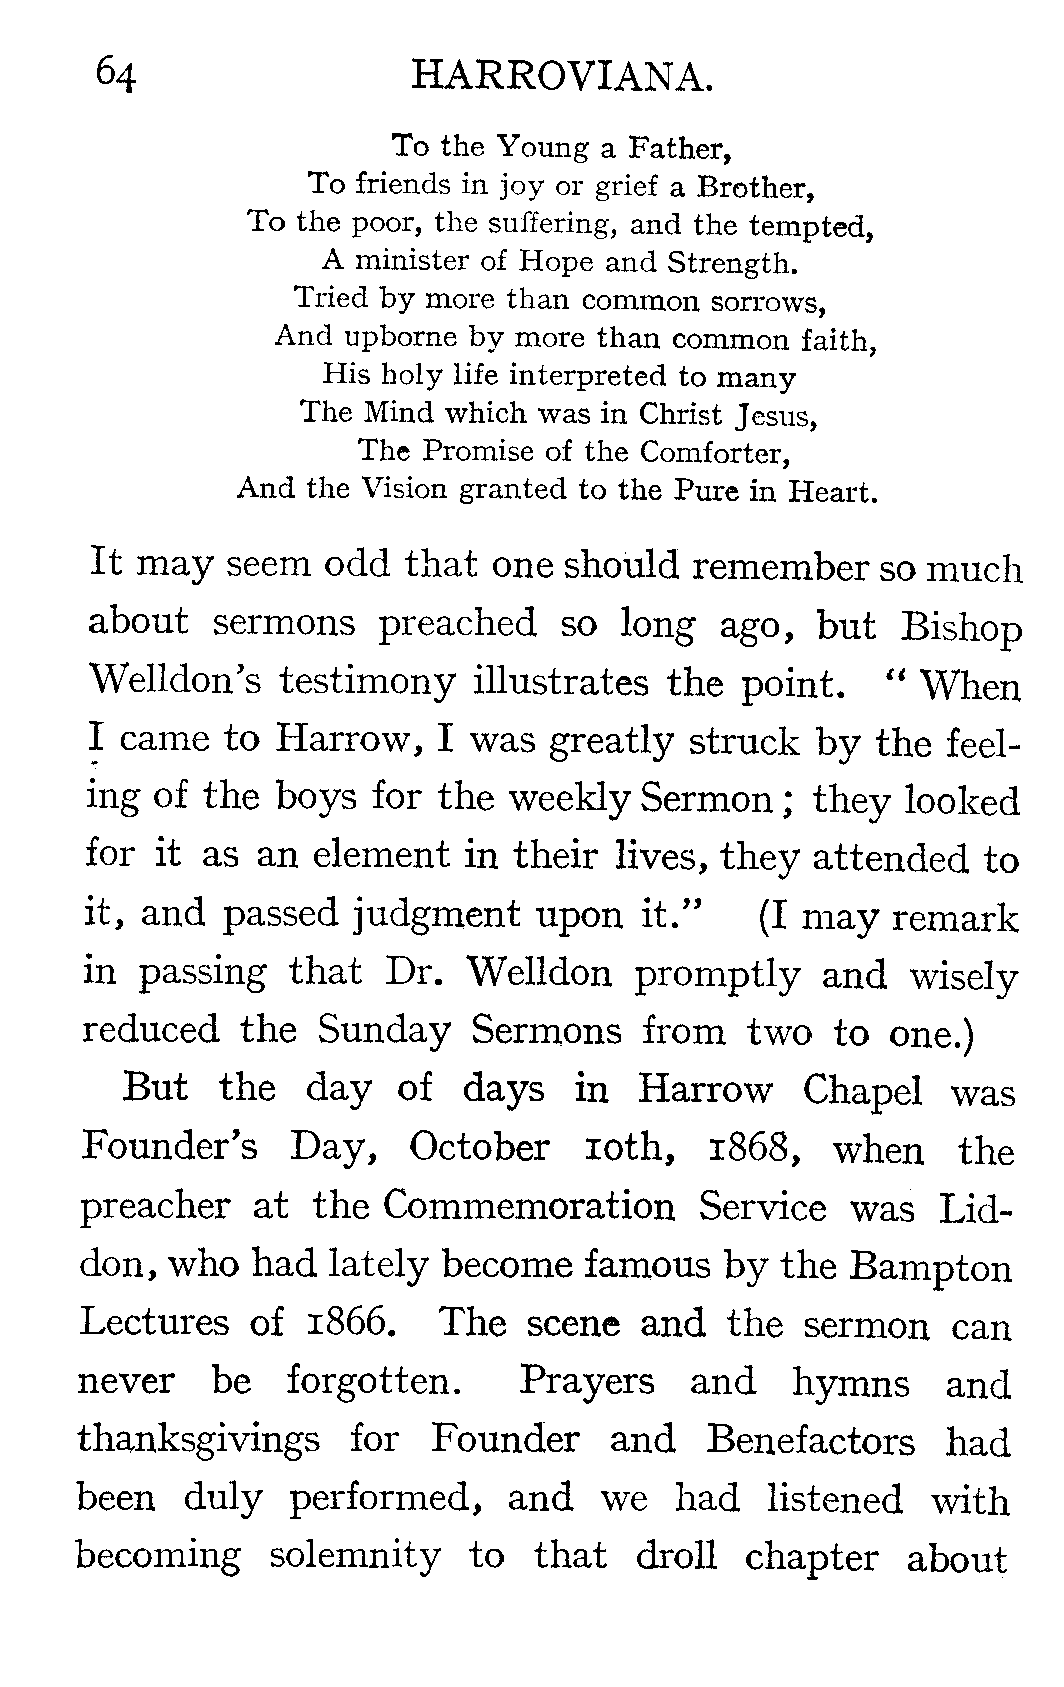 64 HARROVIANA.
To the Young a Father,
To friends in joy or grief a Brother,
To the poor, the suffering, and the tempted,
A minister of Hope and Strength.
Tried by more than common sorrows,
And upborne by more than common faith,
His holy life interpreted to many
The Mind which was in Christ Jesus,
The Promise of the Comforter,
And the Vision granted to the Pure in Heart.
It may seem odd that one should remember so much
about sermons preached so long ago, but Bishop
Welldon's testimony illustrates the point. “ When
I came to Harrow, I was greatly struck by the feel-
ing of the boys for the weekly Sermon ; they looked
for it as an element in their lives, they attended to
it, and passed judgment upon it.” (I may remark
in passing that Dr. Welldon promptly and wisely
reduced the Sunday Sermons from two to one.)
But the day of days in Harrow Chapel was
Founder's Day, October 10th, 1868, when the
preacher at the Commemoration Service was Lid-
don, who had lately become famous by the Bampton
Lectures of 1866. The scene and the sermon can
never be forgotten. Prayers and hymns and
thanksgivings for Founder and Benefactors had
been duly performed, and we had listened with
becoming solemnity to that droll chapter about